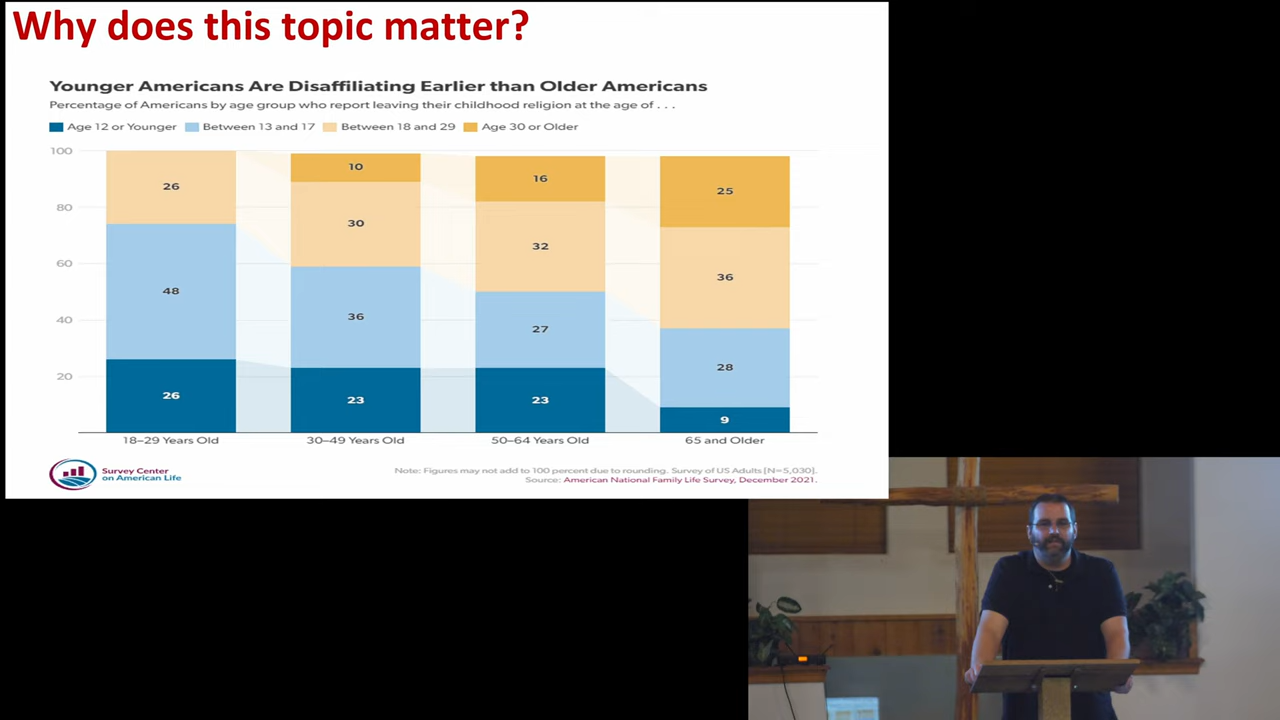 Why does this topic matter?
Younger Americans Are Disaffiliating Earlier than Older Americans
Percentage of Americans by age group who report leaving their childhood religion at the age of . . .
Age 12 or Younger Between 13 and 17 Between 18 and 29 Age 30 or Older
100
80
60
40
20
26
48
26
10
30
36
23
16
32
27
23
25
36
28
9
18–29 Years Old 30–49 Years Old 50–64 Years Old 65 and Older
Survey Center
on American Life
Note: Figures may not add to 100 percent due to rounding. Survey of US Adults [N=5,030].
Source: American National Family Life Survey, December 2021.